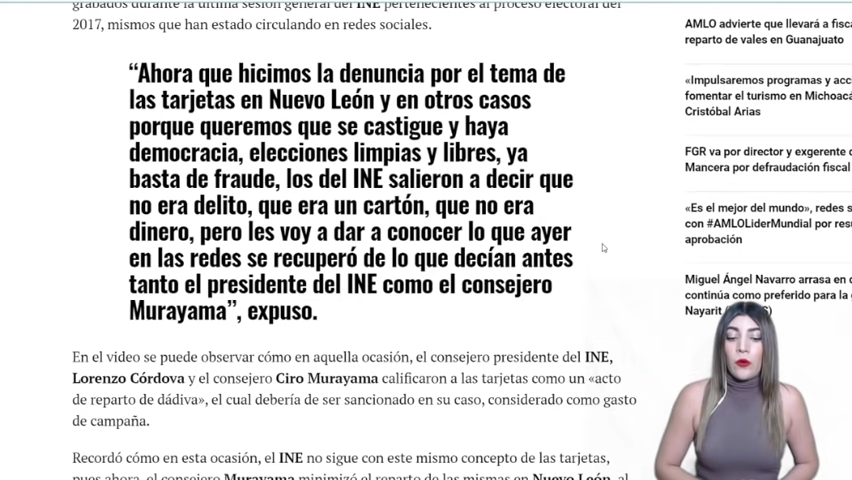 grabados durante la última sesión general del INE pertenecientes al proceso electoral del
2017, mismos que han estado circulando en redes sociales.
“Ahora que hicimos la denuncia por el tema de
las tarjetas en Nuevo León y en otros casos
porque queremos que se castigue y haya
democracia, elecciones limpias y libres, ya
basta de fraude, los del INE salieron a decir que
no era delito, que era un cartón, que no era
dinero, pero les voy a dar a conocer lo que ayer
en las redes se recuperó de lo que decían antes
tanto el presidente del INE como el consejero
Murayama”, expuso.
En el video se puede observar cómo en aquella ocasión, el consejero presidente del INE,
Lorenzo Córdova y el consejero Ciro Murayama calificaron a las tarjetas como un «acto
de reparto de dádiva», el cual debería de ser sancionado en su caso, considerado como gasto
de campaña.
Recordó cómo en esta ocasión, el INE no sigue con este mismo concepto de las tarjetas,
pues ahora, el consejero Murayama minimizó el reparto de las mismas en Nuevo León, al
AMLO advierte que llevará a fisca
reparto de vales en Guanajuato
«Impulsaremos programas y acc
fomentar el turismo en Michoacá
Cristóbal Arias
FGR va por director y exgerente d
Mancera por defraudación fiscal
«Es el mejor del mundo», redes s
con #AMLOLiderMundial por resu
aprobación
Miguel Ángel Navarro arrasa en
continúa como preferido para la
Nayarit